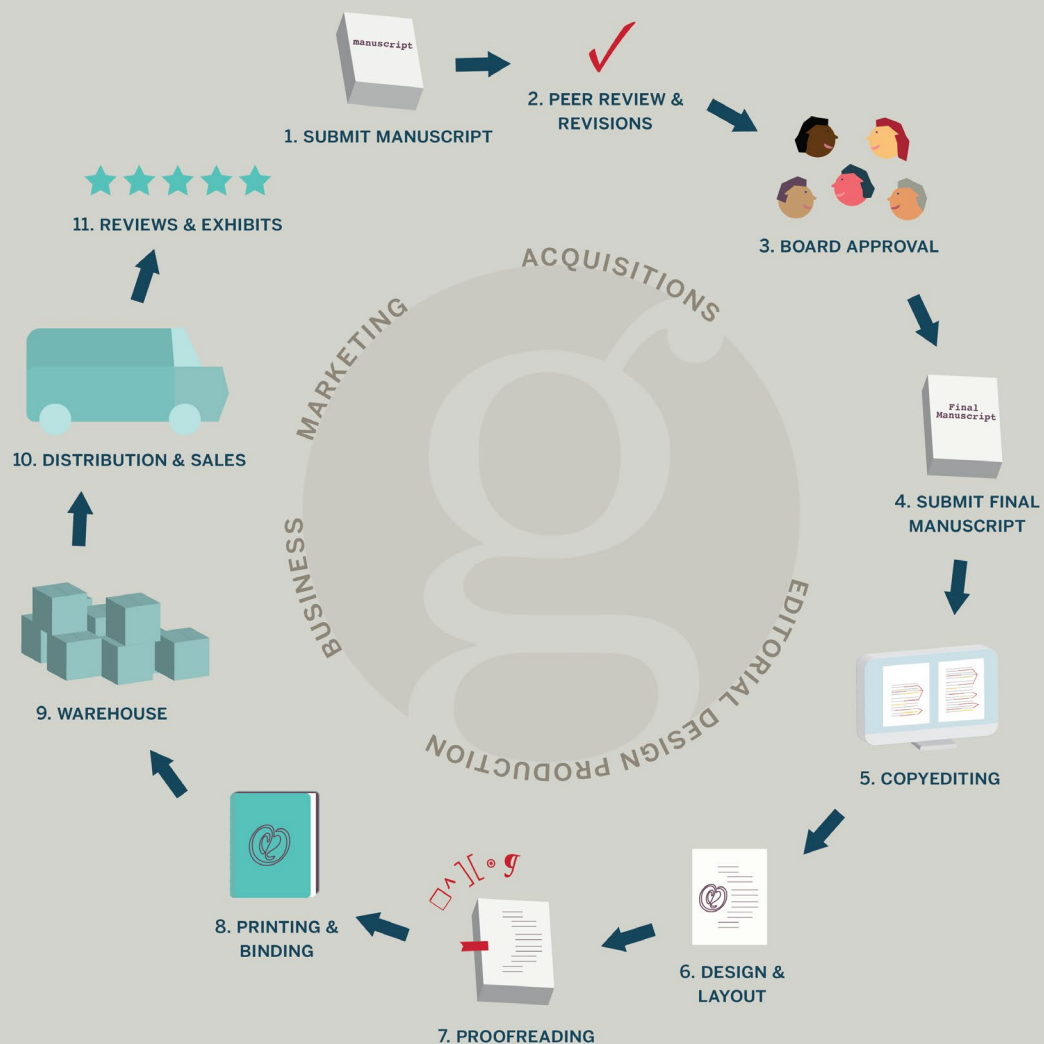 manuscript
1. SUBMIT MANUSCRIPT
2. PEER REVIEW &
REVISIONS
3. BOARD APPROVAL
Final
Manuscript
4. SUBMIT FINAL
MANUSCRIPT
5. COPYEDITING
6. DESIGN &
LAYOUT
7. PROOFREADING
8. PRINTING &
BINDING
9. WAREHOUSE
10. DISTRIBUTION & SALES
11. REVIEWS & EXHIBITS
ACQUISITIONS
EDITORIAL DESIGN PRODUCTION
BUSINESS
MARKETING
g